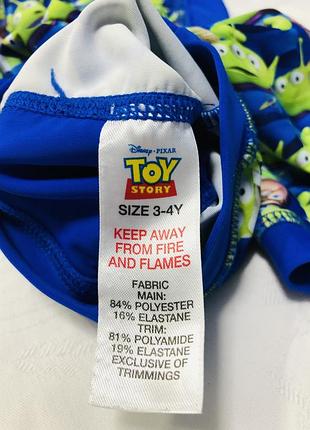 Disney · PIXAR
TOY
STORY
SIZE 3-4Y
KEEP AWAY
FROM FIRE
AND FLAMES
FABRIC
MAIN:
84% POLYESTER
16% ELASTANE
TRIM:
81% POLYAMIDE
19% ELASTANE
EXCLUSIVE OF
TRIMMINGS